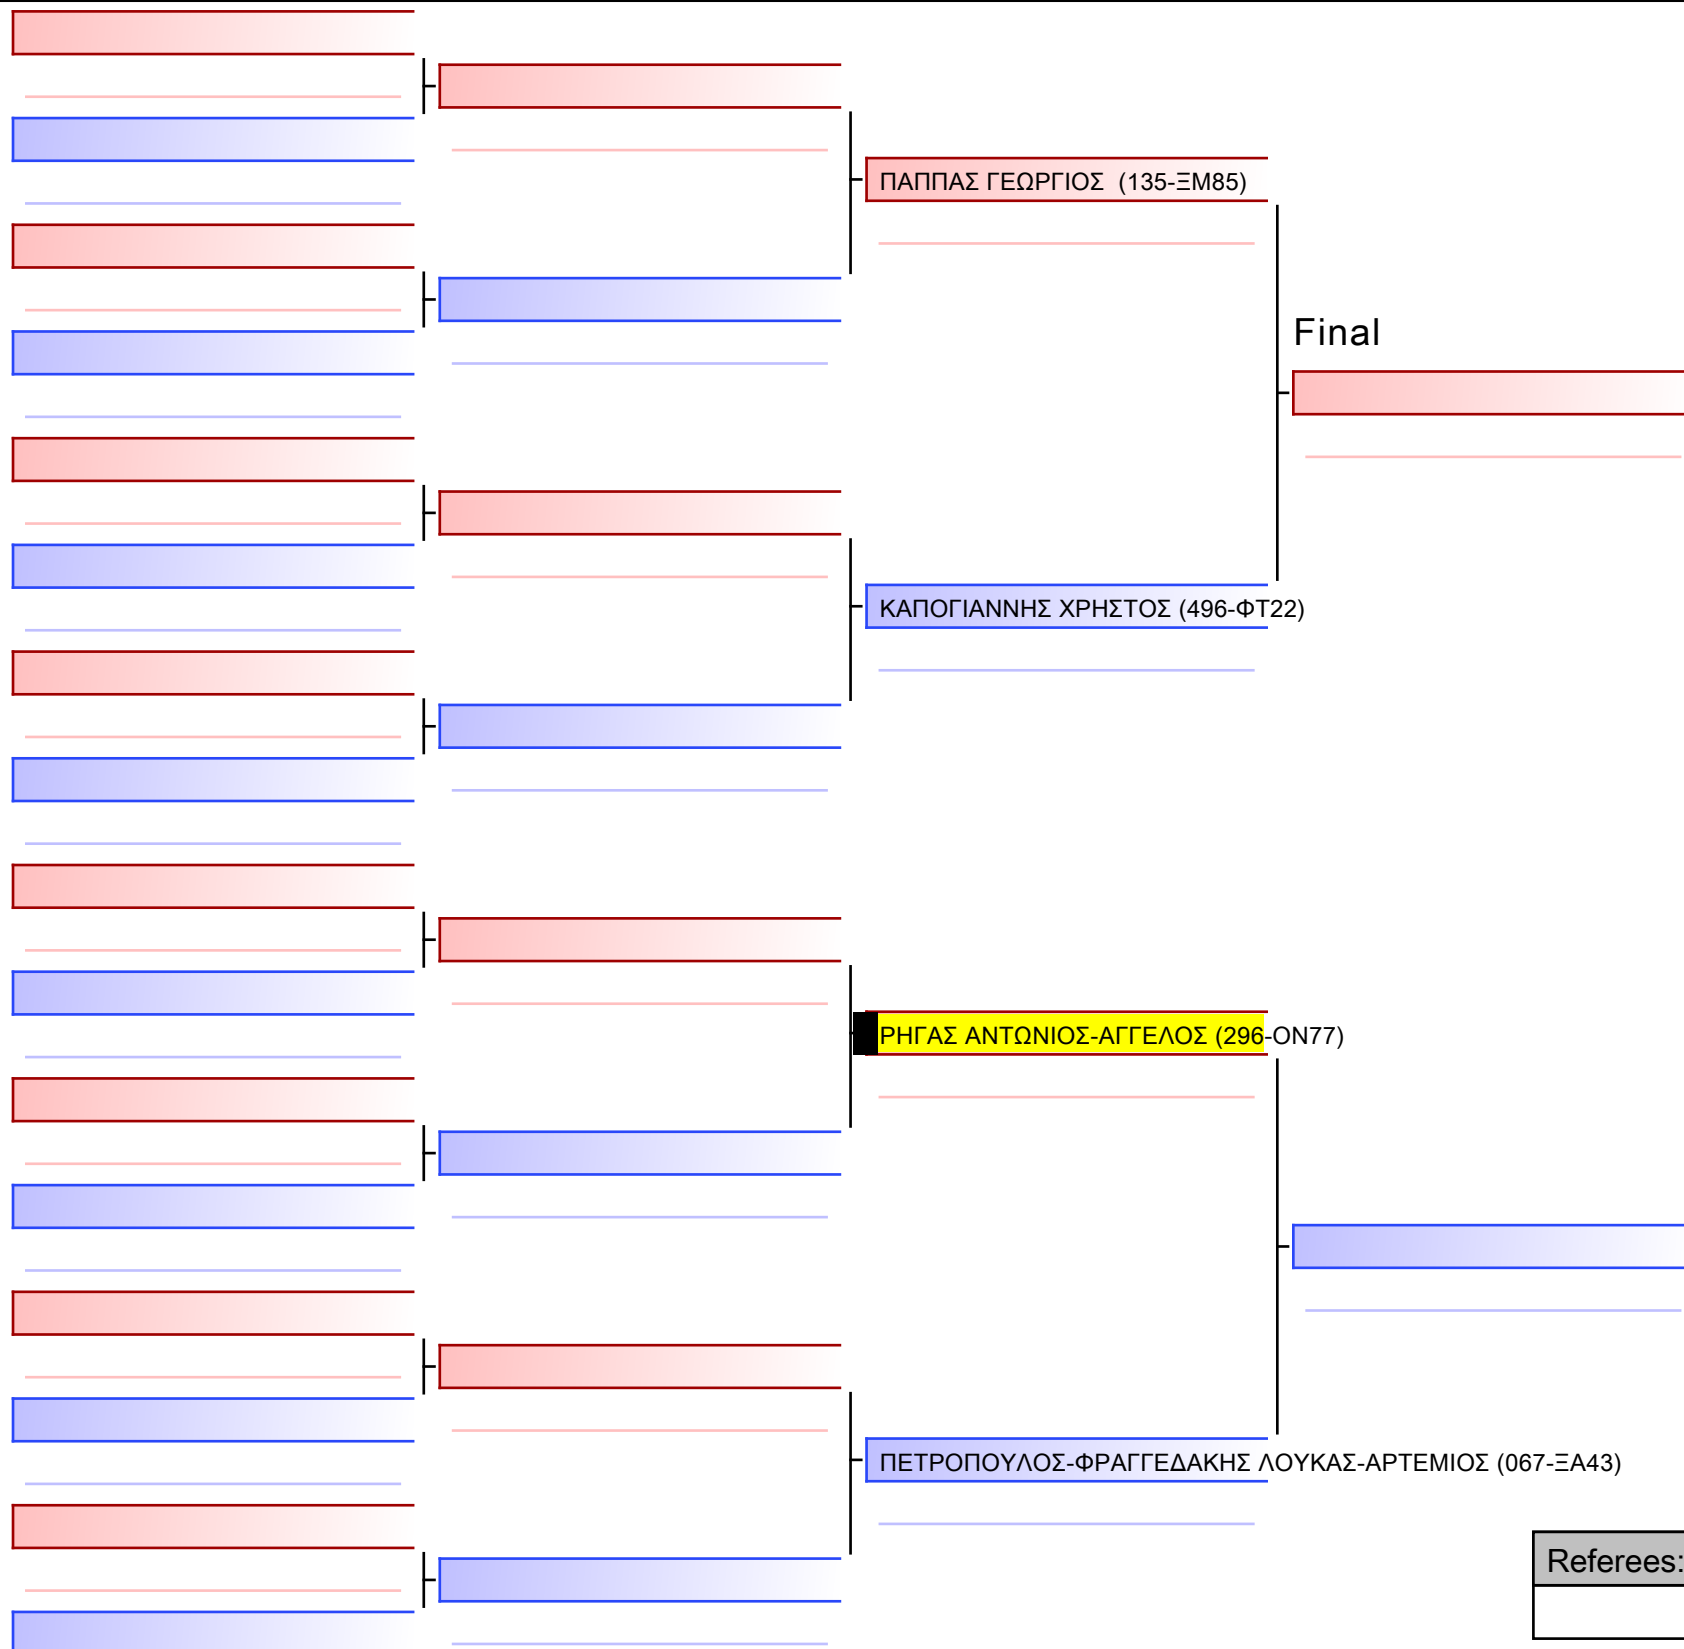 ΠΑΠΠΑΣ ΓΕΩΡΓΙΟΣ (135-ΞΜ85)
Final
ΚΑΠΟΓΙΑΝΝΗΣ ΧΡΗΣΤΟΣ (496-ΦΤ22)
ΡΗΓΑΣ ΑΝΤΩΝΙΟΣ-ΑΓΓΕΛΟΣ (296-ΟΝ77)
ΠΕΤΡΟΠΟΥΛΟΣ-ΦΡΑΓΓΕΔΑΚΗΣ ΛΟΥΚΑΣ-ΑΡΤΕΜΙΟΣ (067-ΞΑ43)
Referees: